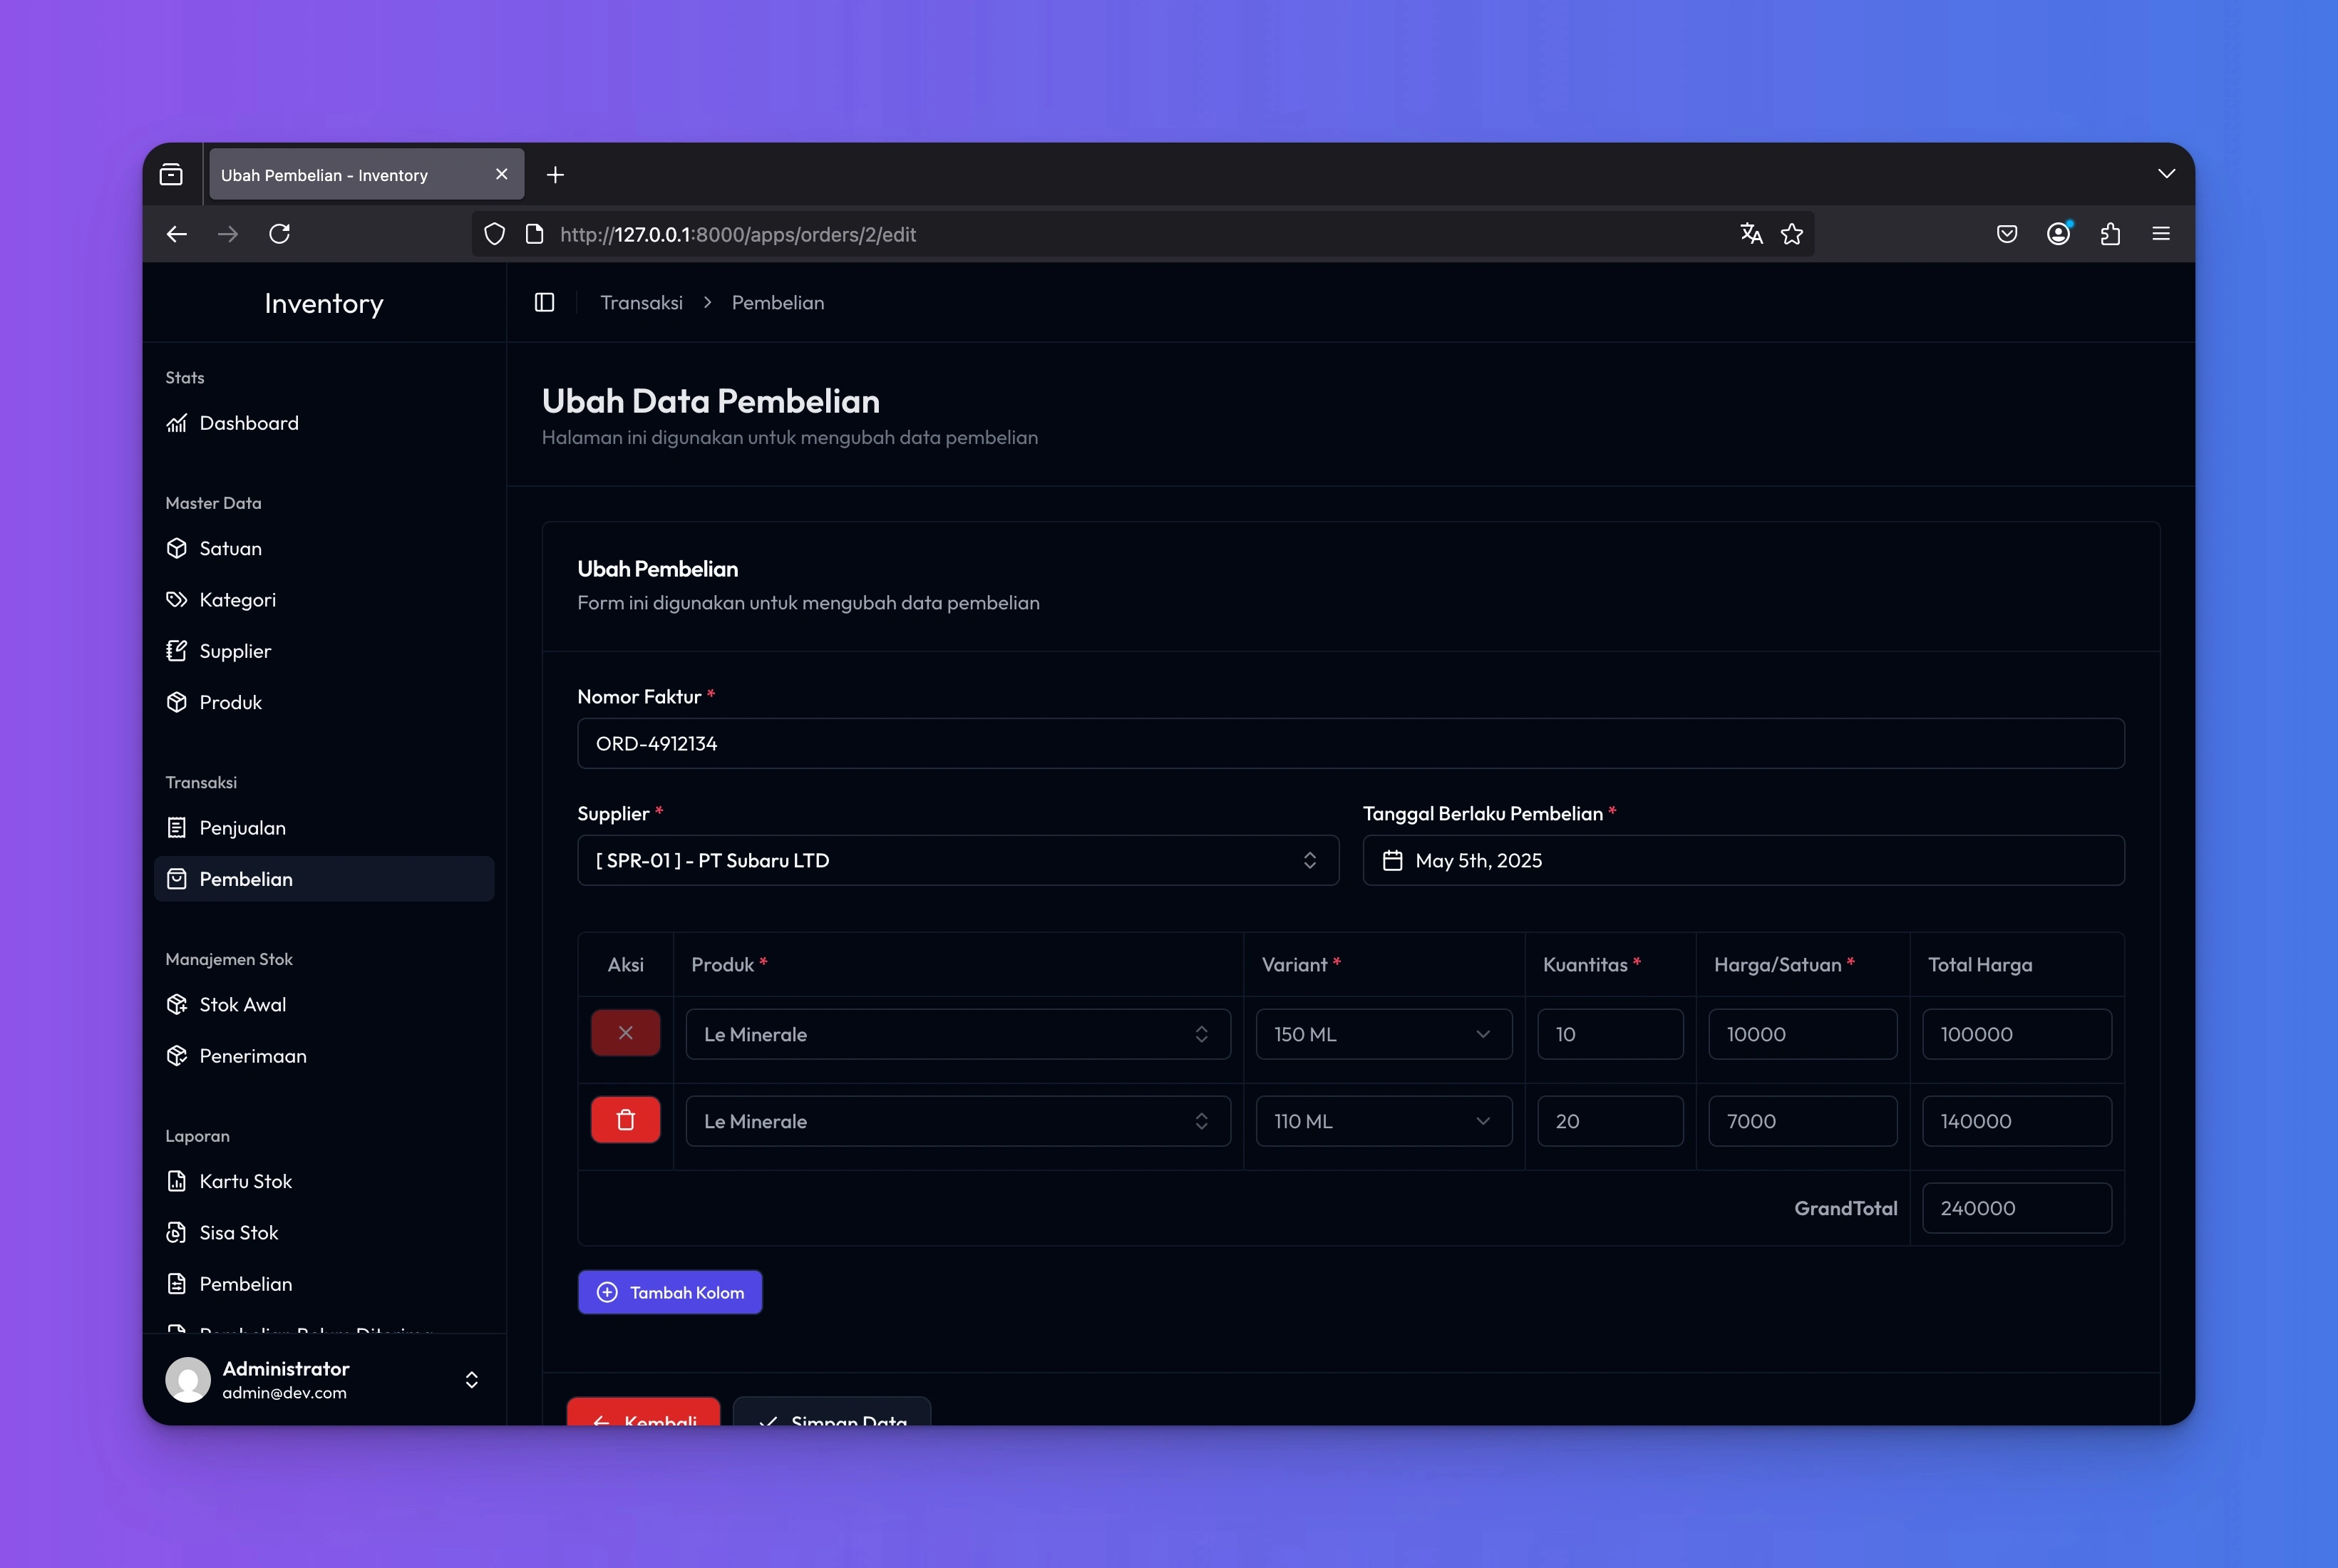 Ubah Pembelian - Inventory
http://127.0.0.1:8000/apps/orders/2/edit
Inventory
Stats
Dashboard
Master Data
Satuan
Kategori
Supplier
Produk
Transaksi
Penjualan
Pembelian
Manajemen Stok
Stok Awal
Penerimaan
Laporan
Kartu Stok
Sisa Stok
Pembelian
Pembelian Belum Diterima
Administrator
admin@dev.com
Transaksi > Pembelian
Ubah Data Pembelian
Halaman ini digunakan untuk mengubah data pembelian
Ubah Pembelian
Form ini digunakan untuk mengubah data pembelian
Nomor Faktur *
ORD-4912134
Supplier * Tanggal Berlaku Pembelian *
[ SPR-01 ] - PT Subaru LTD May 5th, 2025
Aksi Produk * Variant * Kuantitas * Harga/Satuan * Total Harga
Le Minerale 150 ML 10 10000 100000
Le Minerale 110 ML 20 7000 140000
GrandTotal 240000
Tambah Kolom
Kembali Simpan Data